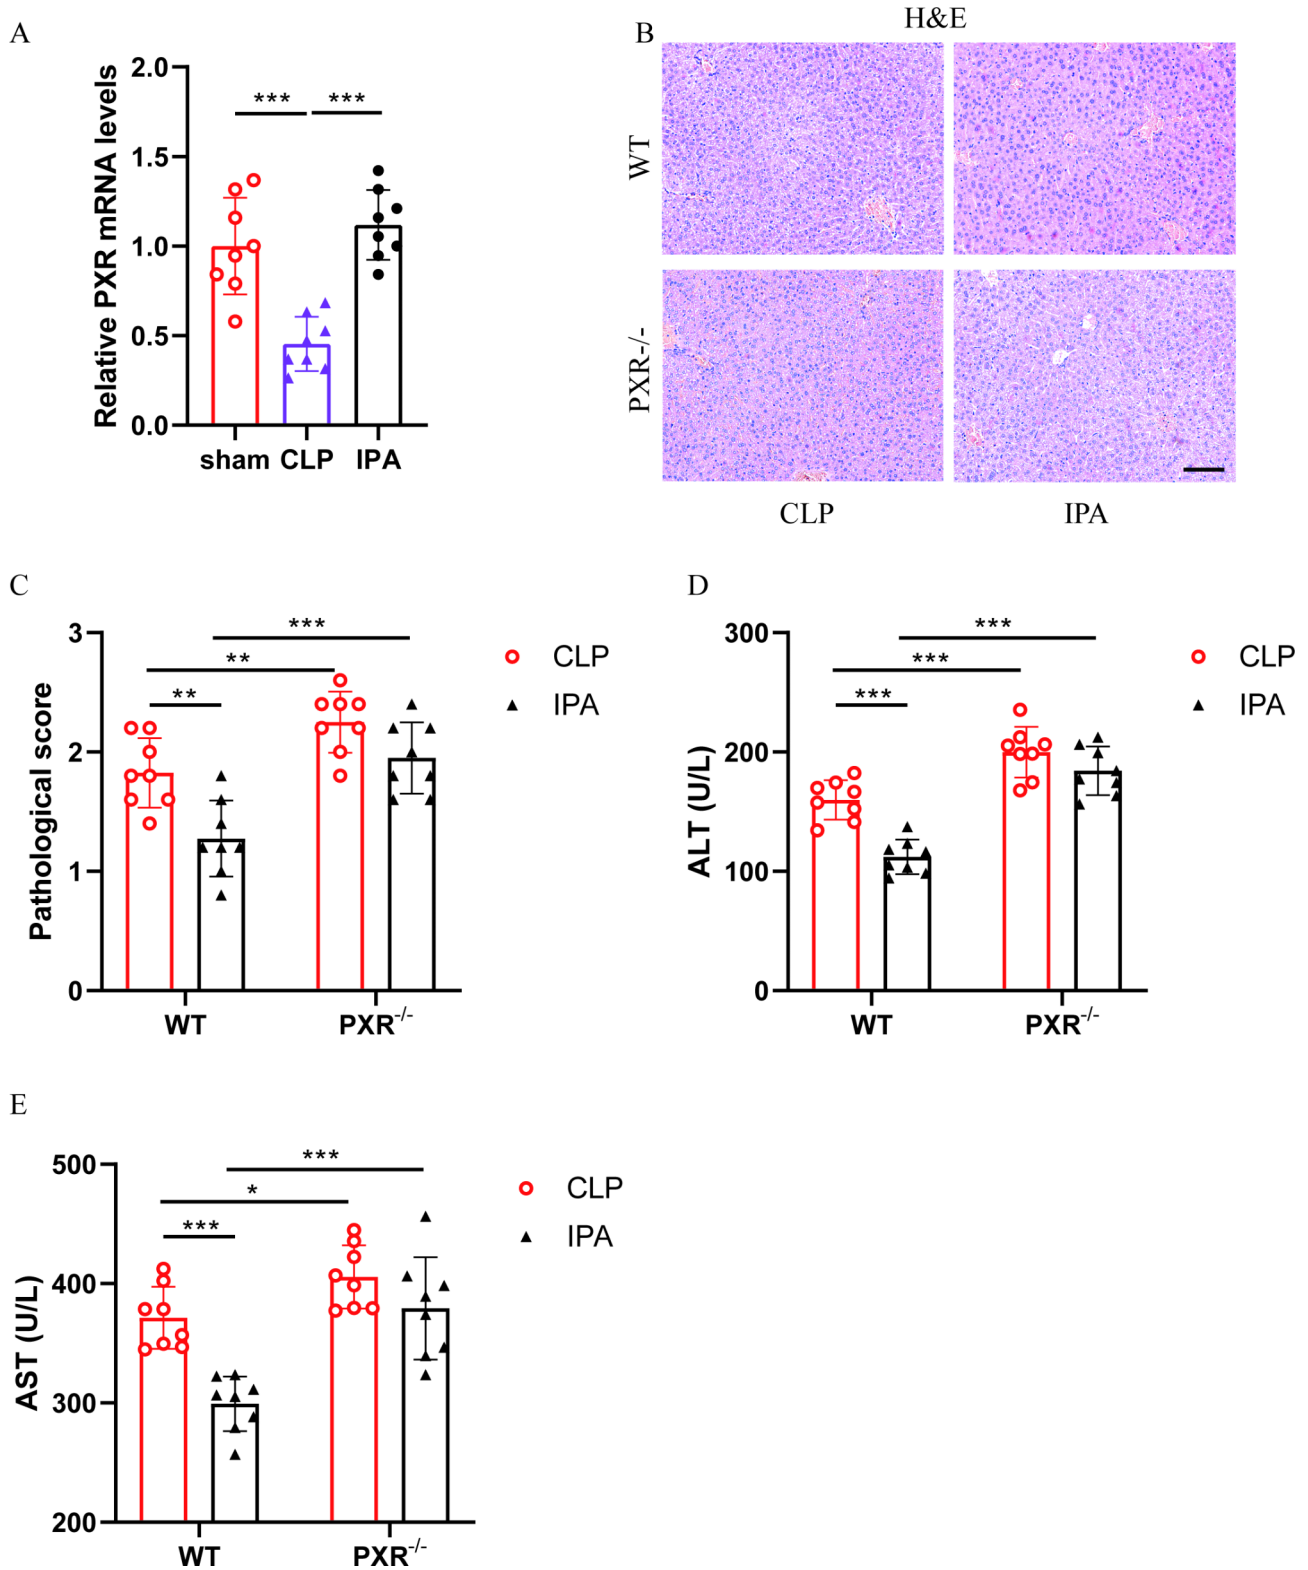 A
Relative PXR mRNA levels
2.0
1.5
1.0
0.5
0.0
*** ***
sham CLP IPA
B
H&E
WT
PXR-/-
CLP IPA
C
Pathological score
3
2
1
0
***
**
**
WT PXR-/-
CLP
IPA
D
ALT (U/L)
300
200
100
0
***
***
***
WT PXR-/-
CLP
IPA
E
AST (U/L)
500
400
300
200
***
*
***
WT PXR-/-
CLP
IPA